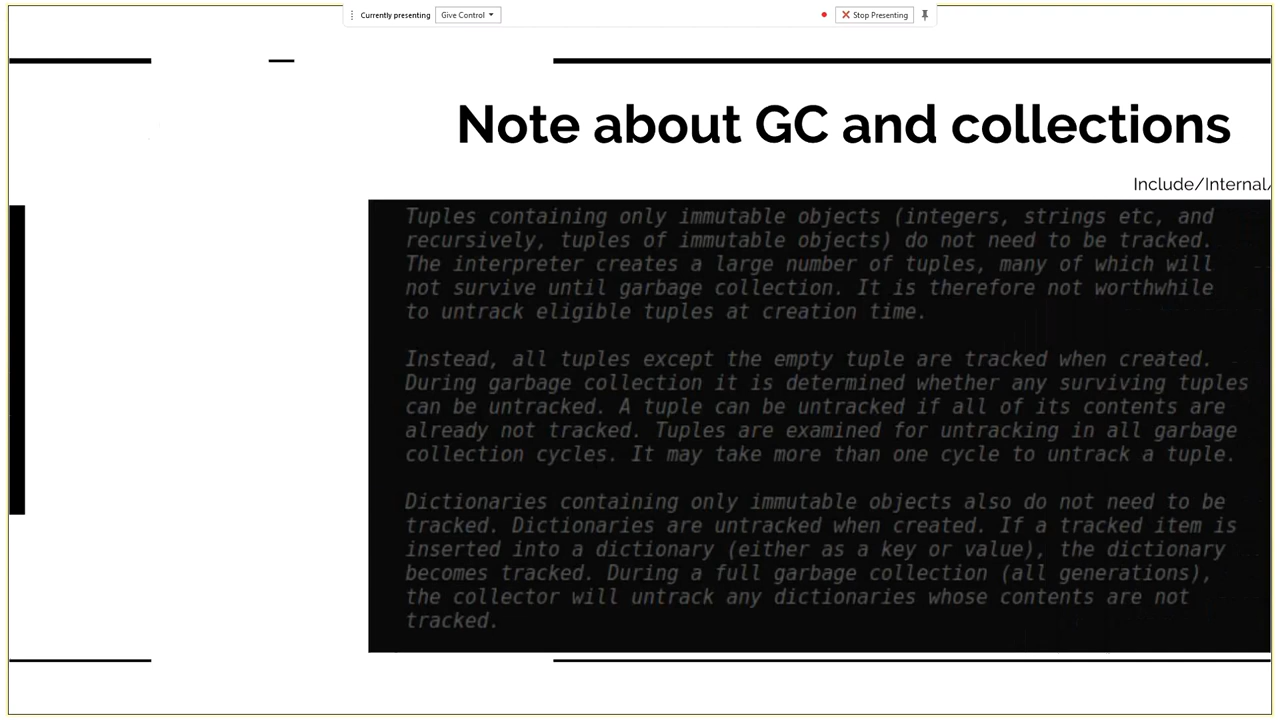 Currently presenting Give Control Stop Presenting
Note about GC and collections
Include/Internal/
Tuples containing only immutable objects (integers, strings etc, and
recursively, tuples of immutable objects) do not need to be tracked.
The interpreter creates a large number of tuples, many of which will
not survive until garbage collection. It is therefore not worthwhile
to untrack eligible tuples at creation time.
Instead, all tuples except the empty tuple are tracked when created.
During garbage collection it is determined whether any surviving tuples
can be untracked. A tuple can be untracked if all of its contents are
already not tracked. Tuples are examined for untracking in all garbage
collection cycles. It may take more than one cycle to untrack a tuple.
Dictionaries containing only immutable objects also do not need to be
tracked. Dictionaries are untracked when created. If a tracked item is
inserted into a dictionary (either as a key or value), the dictionary
becomes tracked. During a full garbage collection (all generations),
the collector will untrack any dictionaries whose contents are not
tracked.